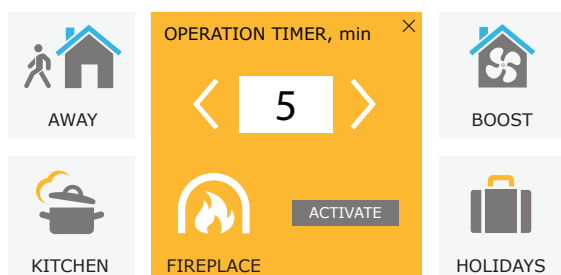 OPERATION TIMER, min
5
AWAY
BOOST
ACTIVATE
KITCHEN
FIREPLACE
HOLIDAYS